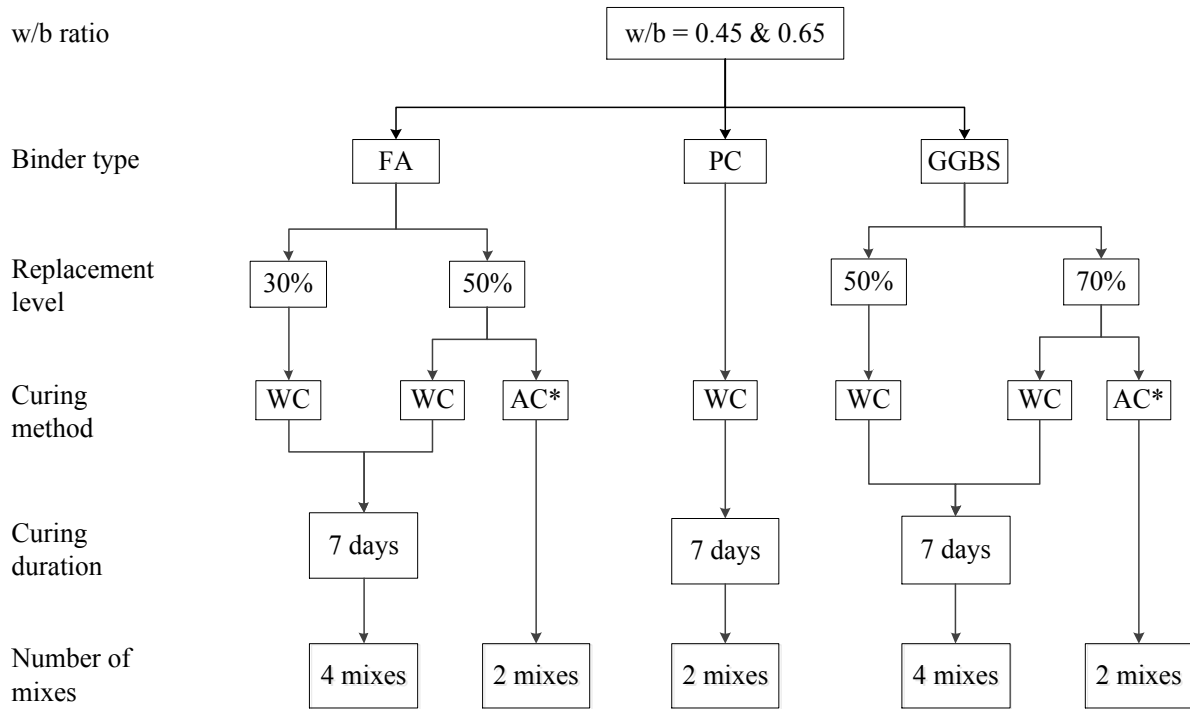 w/b ratio
w/b = 0.45 & 0.65
Binder type
FA
PC
GGBS
Replacement
level
30%
50%
50%
70%
Curing
method
WC
WC
AC*
WC
WC
WC
AC*
Curing
duration
7 days
7 days
7 days
Number of
mixes
4 mixes
2 mixes
2 mixes
4 mixes
2 mixes